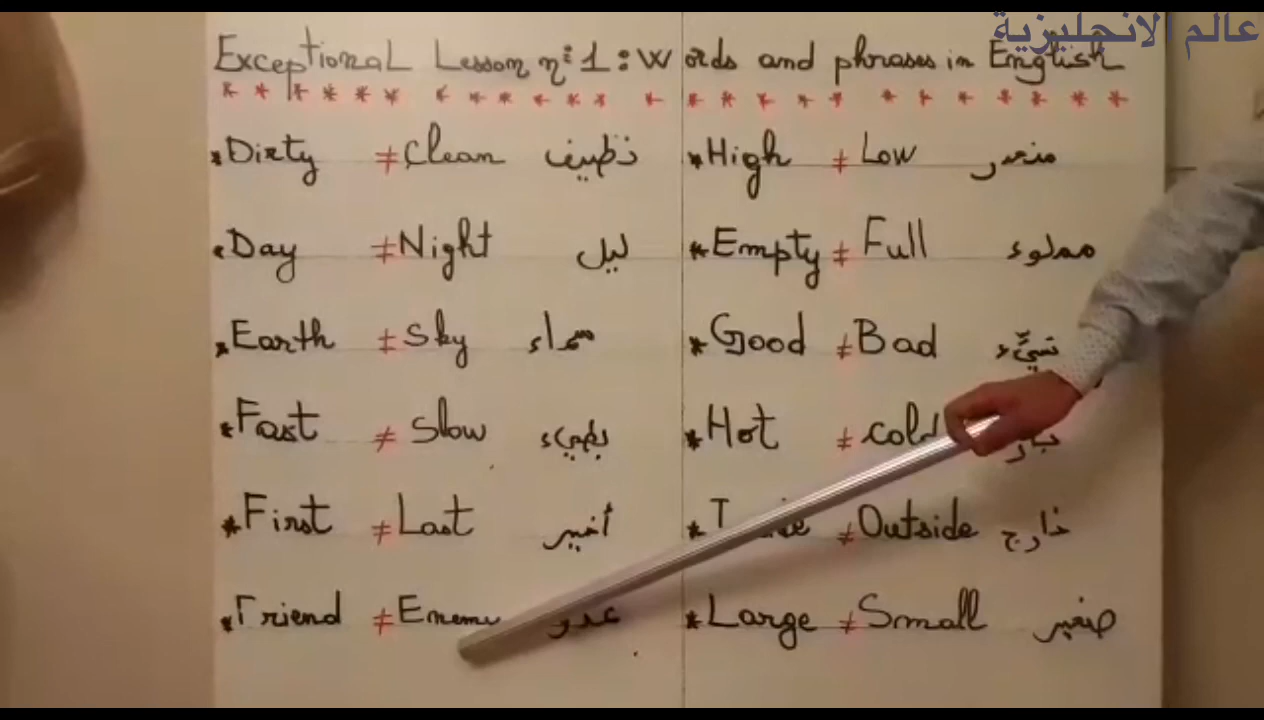 عالم الانجليزية
Exceptional Lesson n°1 : Words and phrases in English
* Dirty ≠ Clean نظيف
* Day ≠ Night ليل
* Earth ≠ Sky سماء
* Fast ≠ Slow بطيء
* First ≠ Last أخير
* Friend ≠ Enemy عدو
* High ≠ Low
* Empty ≠ Full مملوء
* Good ≠ Bad
* Hot ≠ Cold
* ≠ Outside خارج
* Large ≠ Small صغير